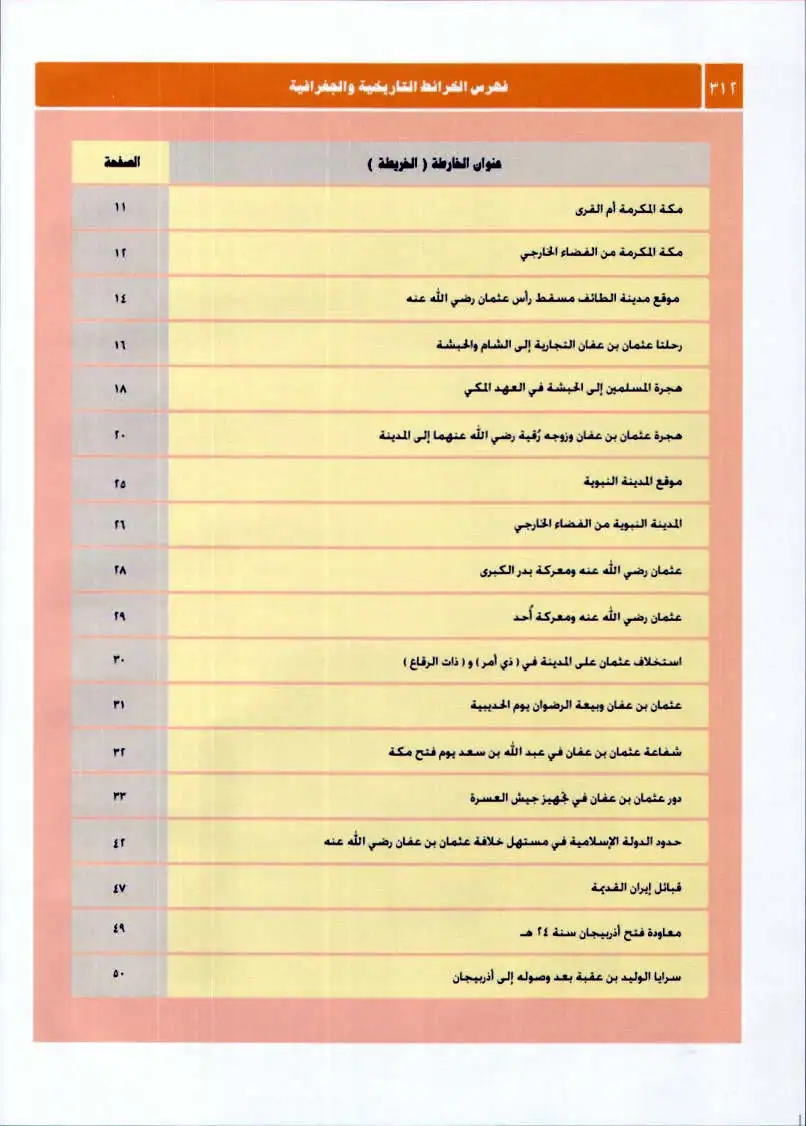 ٣١٢ فهرس الخرائط التاريخية والجغرافية
عنوان الخارطة ( الخريطة ) الصفحة
مكة المكرمة أم القرى ١١
مكة المكرمة من الفضاء الخارجي ١٢
موقع مدينة الطائف مسقط رأس عثمان رضي الله عنه ١٤
رحلتا عثمان بن عفان التجارية إلى الشام والحبشة ١٦
هجرة المسلمين إلى الحبشة في العهد المكي ١٨
هجرة عثمان بن عفان وزوجه رُقية رضي الله عنهما إلى المدينة ٢٠
موقع المدينة النبوية ٢٥
المدينة النبوية من الفضاء الخارجي ٢٦
عثمان رضي الله عنه ومعركة بدر الكبرى ٢٨
عثمان رضي الله عنه ومعركة أُحد ٢٩
استخلاف عثمان على المدينة في ( ذي أمر ) و ( ذات الرقاع ) ٣٠
عثمان بن عفان وبيعة الرضوان يوم الحديبية ٣١
شفاعة عثمان بن عفان في عبد الله بن سعد يوم فتح مكة ٣٢
دور عثمان بن عفان في تجهيز جيش العسرة ٣٣
حدود الدولة الإسلامية في مستهل خلافة عثمان بن عفان رضي الله عنه ٤٢
قبائل إيران القديمة ٤٧
معاودة فتح أذربيجان سنة ٢٤ هـ ٤٩
سرايا الوليد بن عقبة بعد وصوله إلى أذربيجان ٥٠